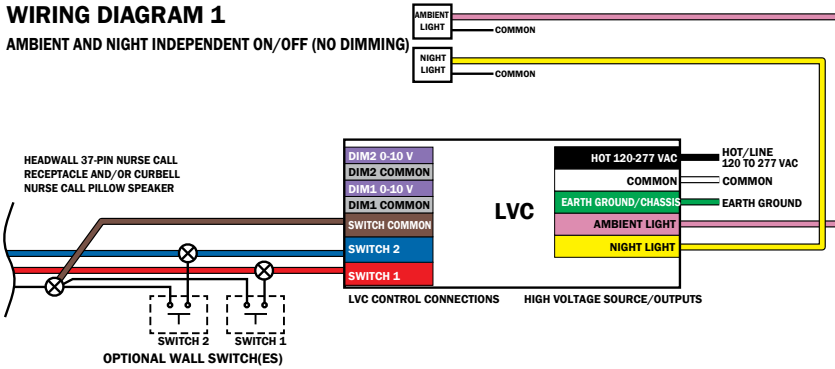 WIRING DIAGRAM 1
AMBIENT AND NIGHT INDEPENDENT ON/OFF (NO DIMMING)
AMBIENT
LIGHT
COMMON
NIGHT
LIGHT
COMMON
HEADWALL 37-PIN NURSE CALL
RECEPTACLE AND/OR CURBELL
NURSE CALL PILLOW SPEAKER
DIM2 0-10 V
DIM2 COMMON
DIM1 0-10 V
DIM1 COMMON
SWITCH COMMON
SWITCH 2
SWITCH 1
LVC
HOT 120-277 VAC
COMMON
EARTH GROUND/CHASSIS
AMBIENT LIGHT
NIGHT LIGHT
HOT/LINE
120 TO 277 VAC
COMMON
EARTH GROUND
LVC CONTROL CONNECTIONS
HIGH VOLTAGE SOURCE/OUTPUTS
SWITCH 2
SWITCH 1
OPTIONAL WALL SWITCH(ES)